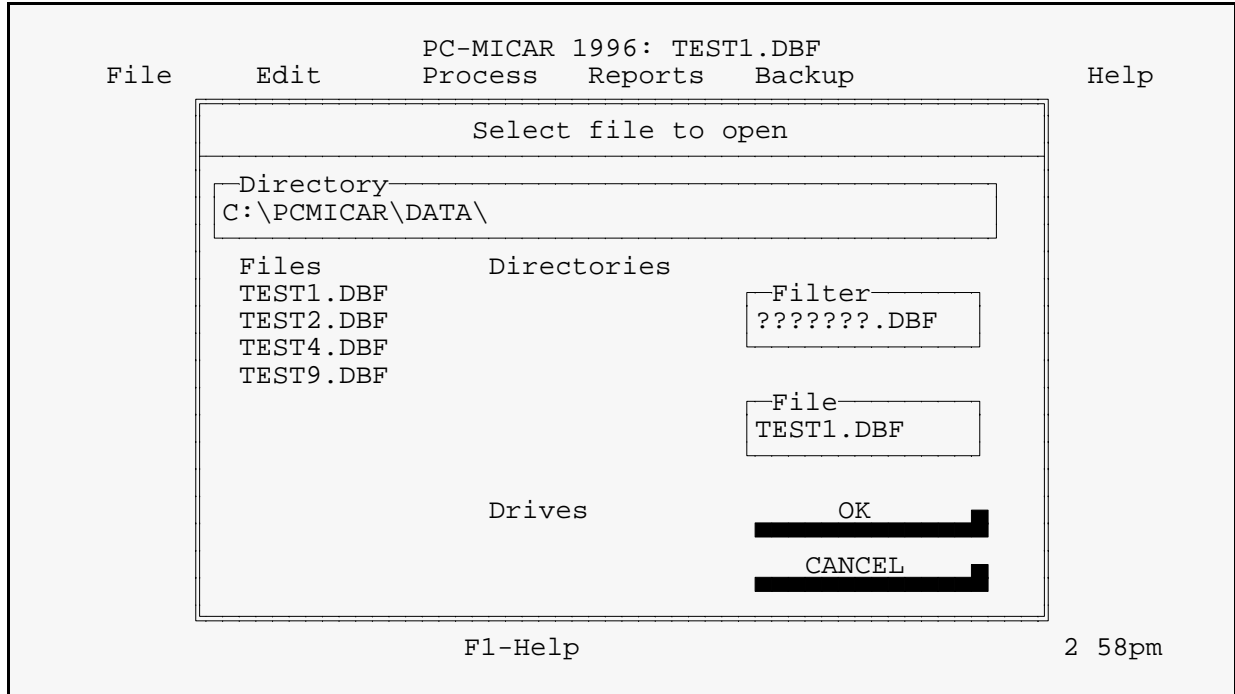 PC-MICAR 1996: TEST1.DBF
File Edit Process Reports Backup Help
Select file to open
Directory
C:\PCMICAR\DATA\
Files Directories
TEST1.DBF Filter
TEST2.DBF ???????.DBF
TEST4.DBF
TEST9.DBF
File
TEST1.DBF
Drives OK
CANCEL
F1-Help 2 58pm